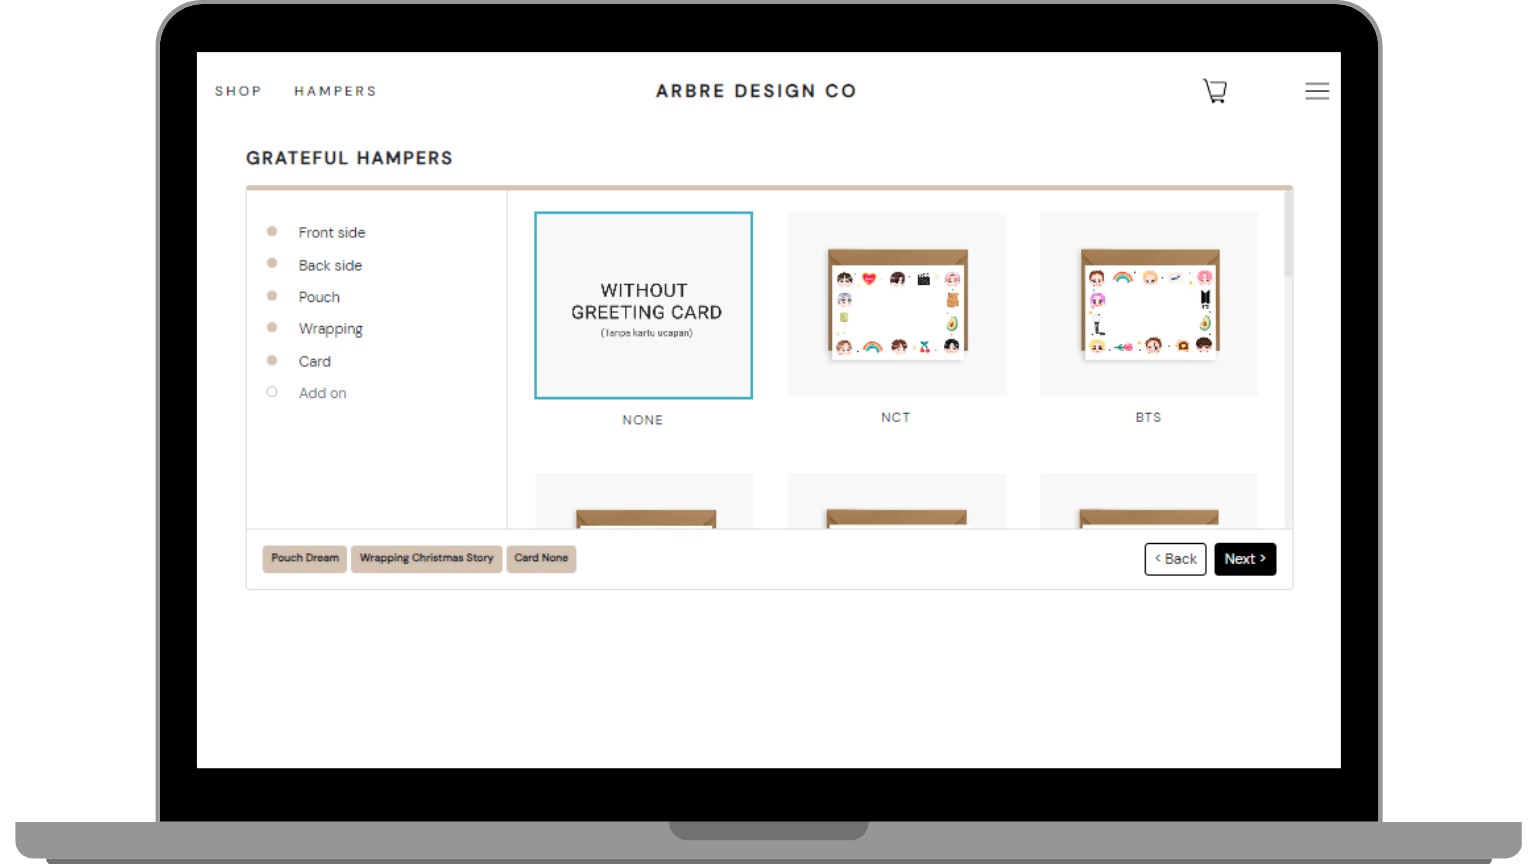 SHOP HAMPERS ARBRE DESIGN CO
GRATEFUL HAMPERS
Front side
Back side
Pouch
Wrapping
Card
Add on
WITHOUT
GREETING CARD
(Tanpa kartu ucapan)
NONE
NCT
BTS
Pouch Dream Wrapping Christmas Story Card None
< Back Next >